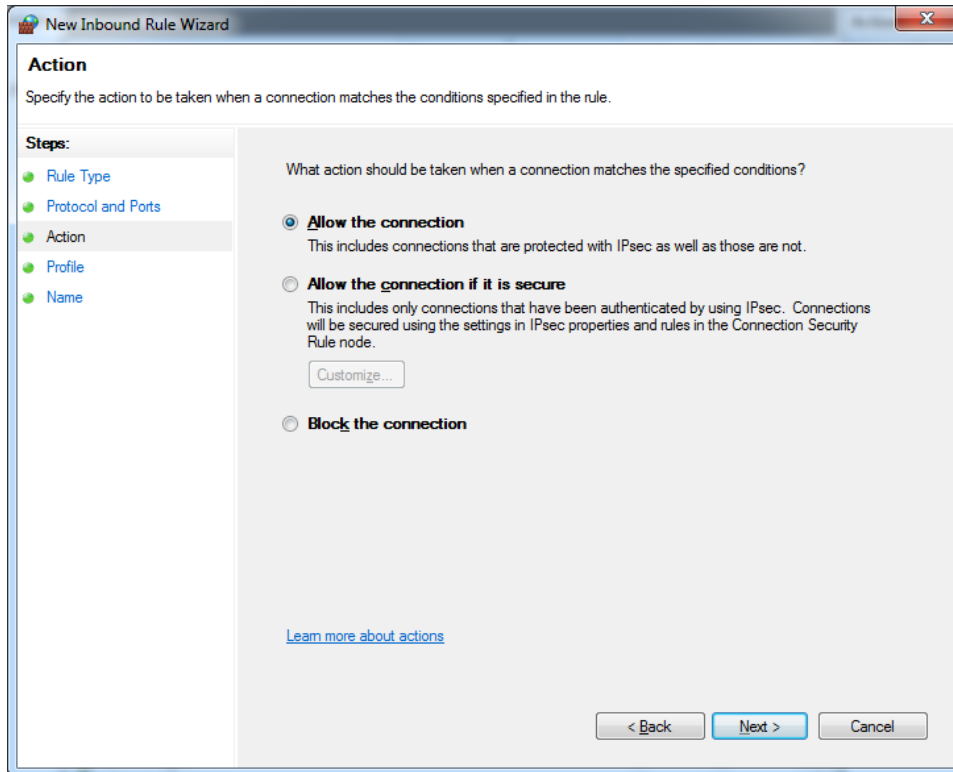 New Inbound Rule Wizard
Action
Specify the action to be taken when a connection matches the conditions specified in the rule.
Steps:
Rule Type
Protocol and Ports
Action
Profile
Name
What action should be taken when a connection matches the specified conditions?
Allow the connection
This includes connections that are protected with IPsec as well as those are not.
Allow the connection if it is secure
This includes only connections that have been authenticated by using IPsec. Connections
will be secured using the settings in IPsec properties and rules in the Connection Security
Rule node.
Customize...
Block the connection
Learn more about actions
< Back
Next >
Cancel